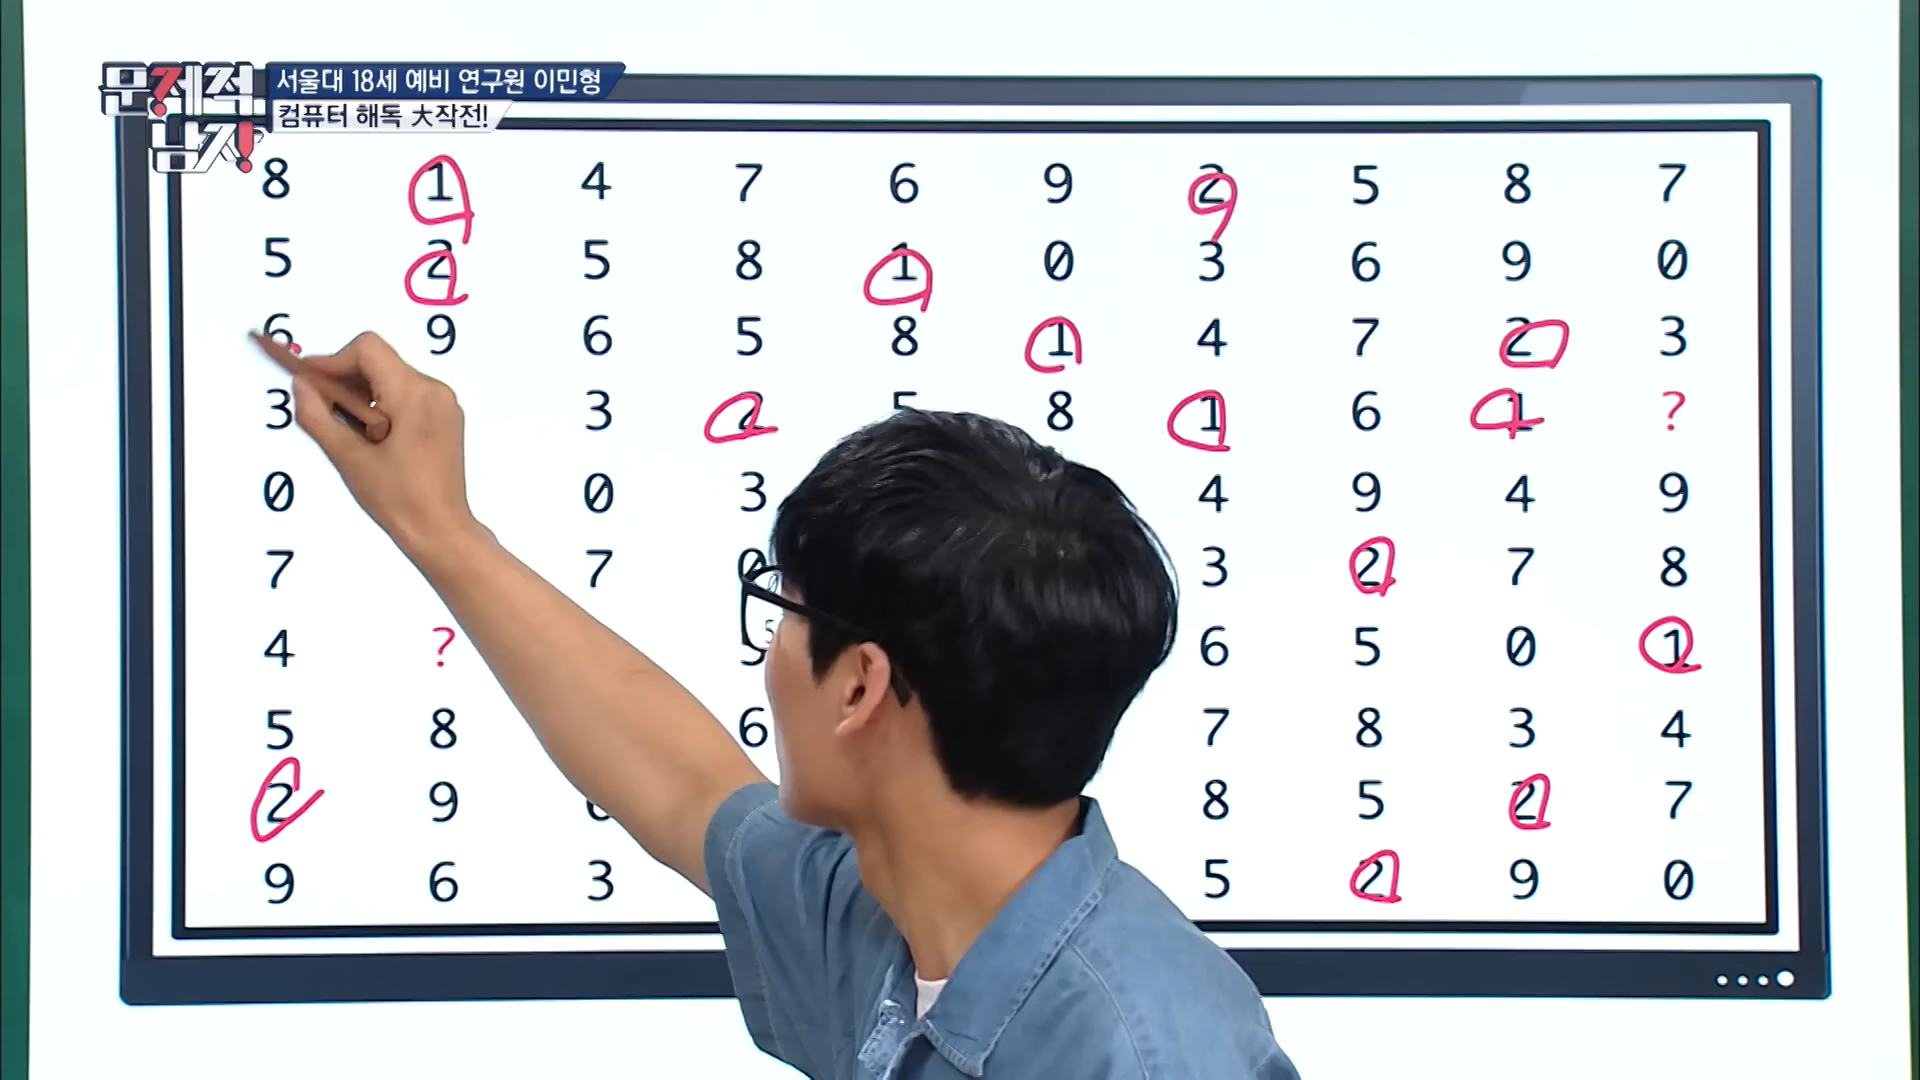 문제적
남자!
서울대 18세 예비 연구원 이민형
컴퓨터 해독 大작전!
8 1 4 7 6 9 2 5 8 7
5 2 5 8 1 0 3 6 9 0
6 9 6 5 8 1 4 7 2 3
3 3 2 5 8 1 6 1 ?
0 0 3 4 9 4 9
7 7 0 3 2 7 8
4 ? 5 6 5 0 1
5 8 6 7 8 3 4
2 9 6 8 5 2 7
9 6 3 5 2 9 0